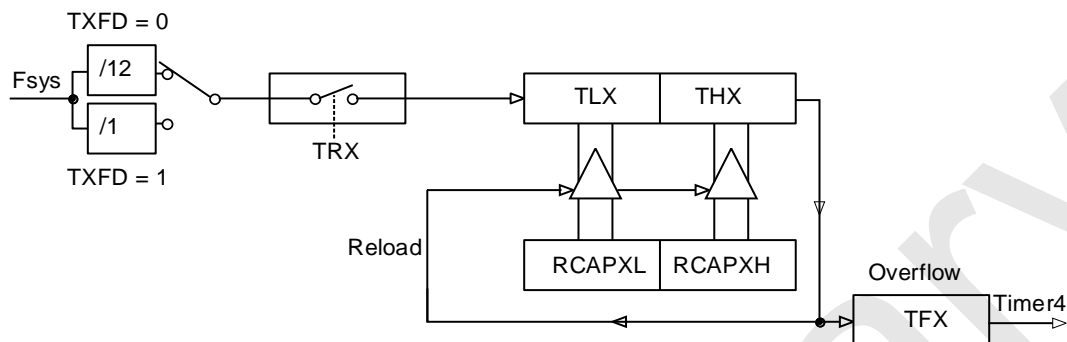 TXFD = 0
Fsys
/12
/1
TXFD = 1
TRX
TLX
THX
Reload
RCAPXL
RCAPXH
Overflow
TFX
Timer4